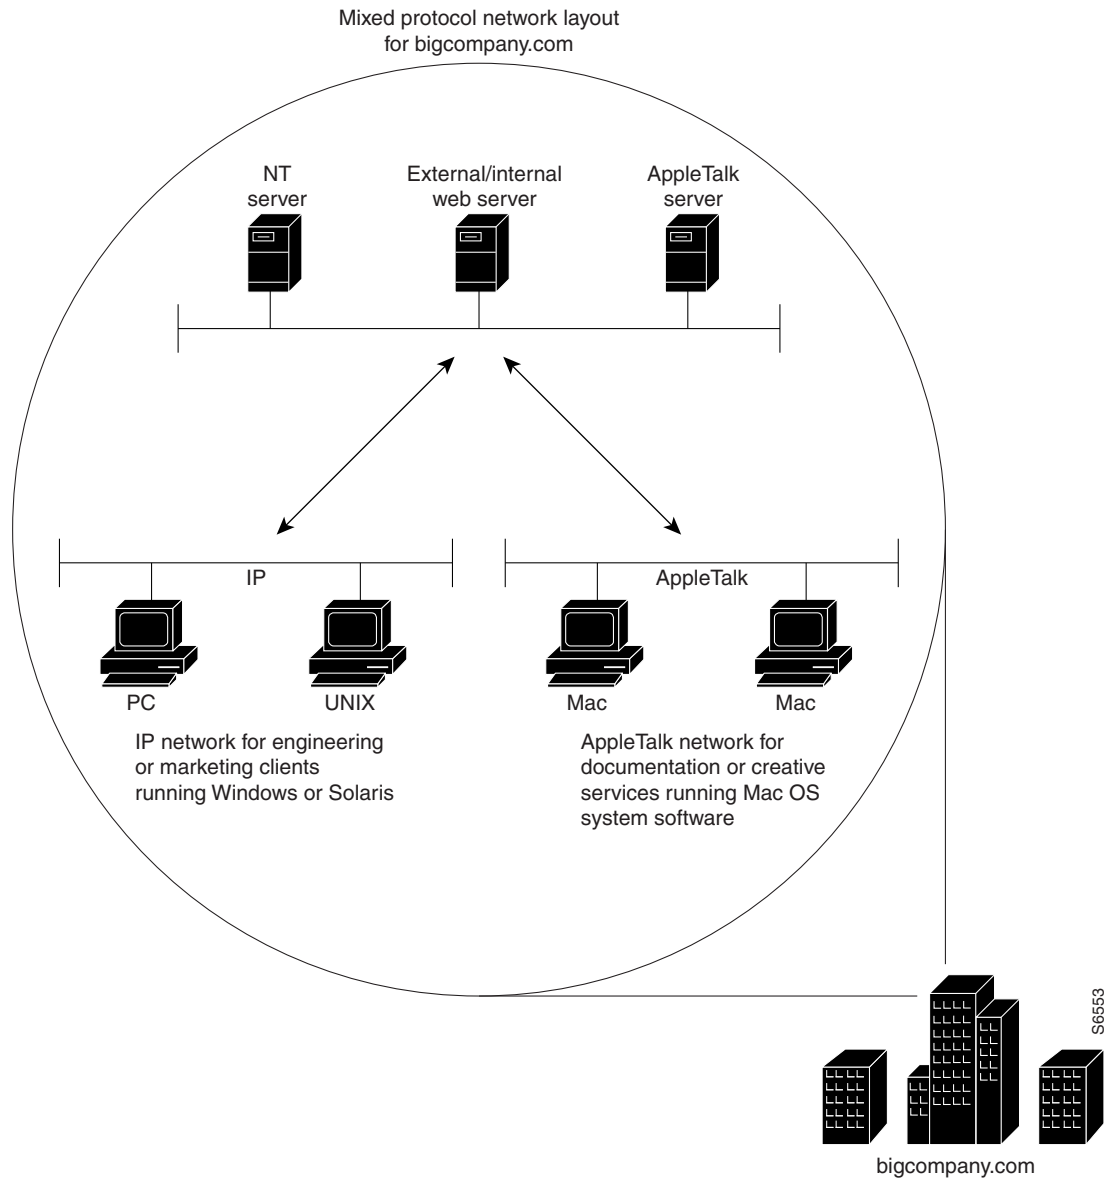 Mixed protocol network layout
for bigcompany.com
NT
server
External/internal
web server
AppleTalk
server
IP
AppleTalk
PC
UNIX
Mac
Mac
IP network for engineering
or marketing clients
running Windows or Solaris
AppleTalk network for
documentation or creative
services running Mac OS
system software
S6553
bigcompany.com